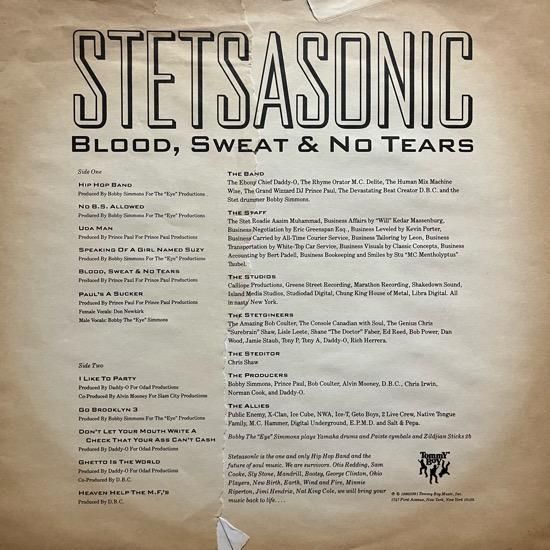 STETSASONIC
BLOOD, SWEAT & NO TEARS
Side One
HIP HOP BAND
Produced By Bobby Simmons For The "Eye" Productions
NO B.S. ALLOWED
Produced By Bobby Simmons For The "Eye" Productions
UDA MAN
Produced By Bobby Simmons For The "Eye" Productions
SPEAKING OF A GIRL NAMED SUZY
Produced By Bobby Simmons For The "Eye" Productions
BLOOD, SWEAT & NO TEARS
Produced By Prince Paul For Prince Paul Productions
PAUL'S A SUCKER
Produced By Prince Paul For Prince Paul Productions
Female Vocals: Don Newkirk
Male Vocals: Bobby The "Eye" Simmons
Side Two
I LIKE TO PARTY
Produced By Daddy-O For Odad Productions
Co-Produced By Alvin Mooney For Slam City Productions
GO BROOKLYN 3
Produced By Bobby Simmons For The "Eye" Productions
DON'T LET YOUR MOUTH WRITE A
CHECK THAT YOUR ASS CAN'T CASH
Produced By Daddy-O For Odad Productions
GHETTO IS THE WORLD
Produced By Daddy-O For Odad Productions
Co-Produced By D.B.C.
HEAVEN HELP THE M.F.'S
Produced By D.B.C.
THE BAND
The Ebony Chief Daddy-O, The Rhyme Orator M.C. Delite, The Human Mix Machine
Wise, The Grand Wizzard DJ Prince Paul, The Devastating Beat Creator D.B.C. and the
Stet drummer Bobby Simmons.
THE STAFF
The Stet Roadie Aasim Muhammad, Business Affairs by "Will" Kedar Massenburg,
Business Negotiation by Eric Greenspan Esq., Business Leveled by Kevin Porter,
Business Carried by All-Time Courier Service, Business Tailoring by Leon, Business
Transportation by White-Top Car Service, Business Visuals by Classic Concepts, Business
Accounting by Bert Padell, Business Bookeeping and Smiles by Stu "MC Mentholyptus"
Tenbel.
THE STUDIOS
Calliope Productions, Greene Street Recording, Marathon Recording, Shakedown Sound,
Island Media Studios, Studiodad Digital, Chung King House of Metal, Libra Digital. All
in nasty New York.
THE STETGINEERS
The Amazing Bob Coulter, The Console Canadian with Soul, The Genius Chris
"Surebrain" Shaw, Lisle Leete, Shane "The Doctor" Faber, Ed Reed, Bob Power, Dan
Wood, Jamie Staub, Tony P, Tony A, Daddy-O, Rich Herrera.
THE STEDITOR
Chris Shaw
THE PRODUCERS
Bobby Simmons, Prince Paul, Bob Coulter, Alvin Mooney, D.B.C., Chris Irwin,
Norman Cook, and Daddy-O.
THE ALLIES
Public Enemy, X-Clan, Ice Cube, NWA, Ice-T, Geto Boys, 2 Live Crew, Native Tongue
Family, M.C. Hammer, Digital Underground, E.P.M.D. and Salt & Pepa.
Bobby The "Eye" Simmons plays Yamaha drums and Paiste cymbals and Zildjian Sticks 2b
Stetsasonic is the one and only Hip Hop Band and the
future of soul music. We are survivors. Otis Redding, Sam
Cooke, Sly Stone, Mandrill, Bootsy, George Clinton, Ohio
Players, New Birth, Earth, Wind and Fire, Minnie
Riperton, Jimi Hendrix, Nat King Cole, we will bring your
music back to life. . . .
Tommy
Boy
Tommy Boy Music, Inc.
New York, New York